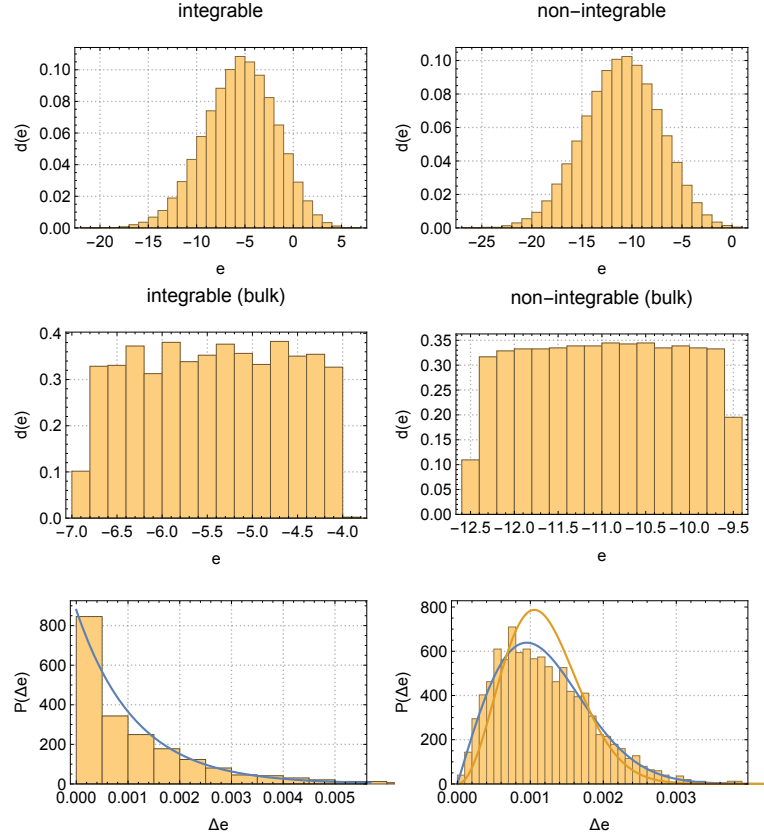 integrable
non−integrable
0.10
0.08
0.06
0.04
0.02
0.00
d(e)
−20 −15 −10 −5 0 5
e
0.10
0.08
0.06
0.04
0.02
0.00
d(e)
−25 −20 −15 −10 −5 0
e
integrable (bulk)
non−integrable (bulk)
0.4
0.3
0.2
0.1
0.0
d(e)
−7.0 −6.5 −6.0 −5.5 −5.0 −4.5 −4.0
e
0.35
0.30
0.25
0.20
0.15
0.10
0.05
0.00
d(e)
−12.5 −12.0 −11.5 −11.0 −10.5 −10.0 −9.5
e
800
600
400
200
0
P(Δe)
0.000 0.001 0.002 0.003 0.004 0.005
Δe
800
600
400
200
0
P(Δe)
0.000 0.001 0.002 0.003
Δe